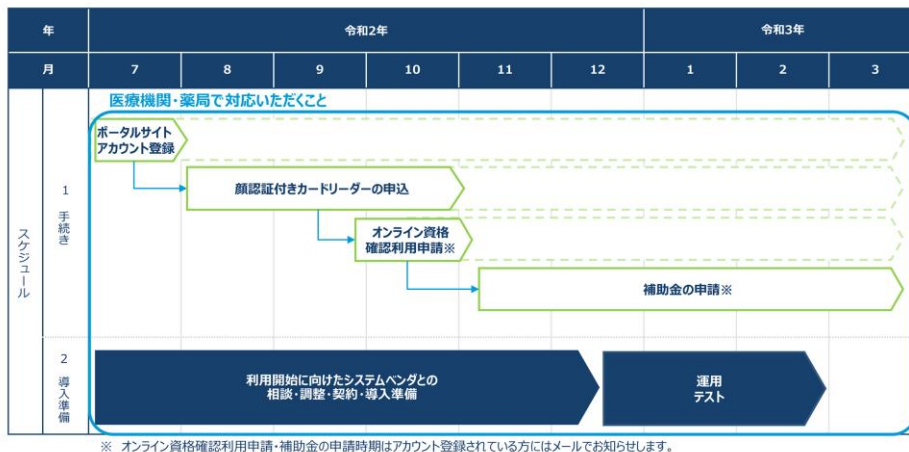 年
令和2年
令和3年
月
7
8
9
10
11
12
1
2
3
医療機関・薬局で対応いただくこと
スケジュール
1 手続き
ポータルサイト
アカウント登録
顔認証付きカードリーダーの申込
オンライン資格
確認利用申請※
補助金の申請※
2 導入準備
利用開始に向けたシステムベンダとの
相談・調整・契約・導入準備
運用
テスト
※ オンライン資格確認利用申請・補助金の申請時期はアカウント登録されている方にはメールでお知らせします。